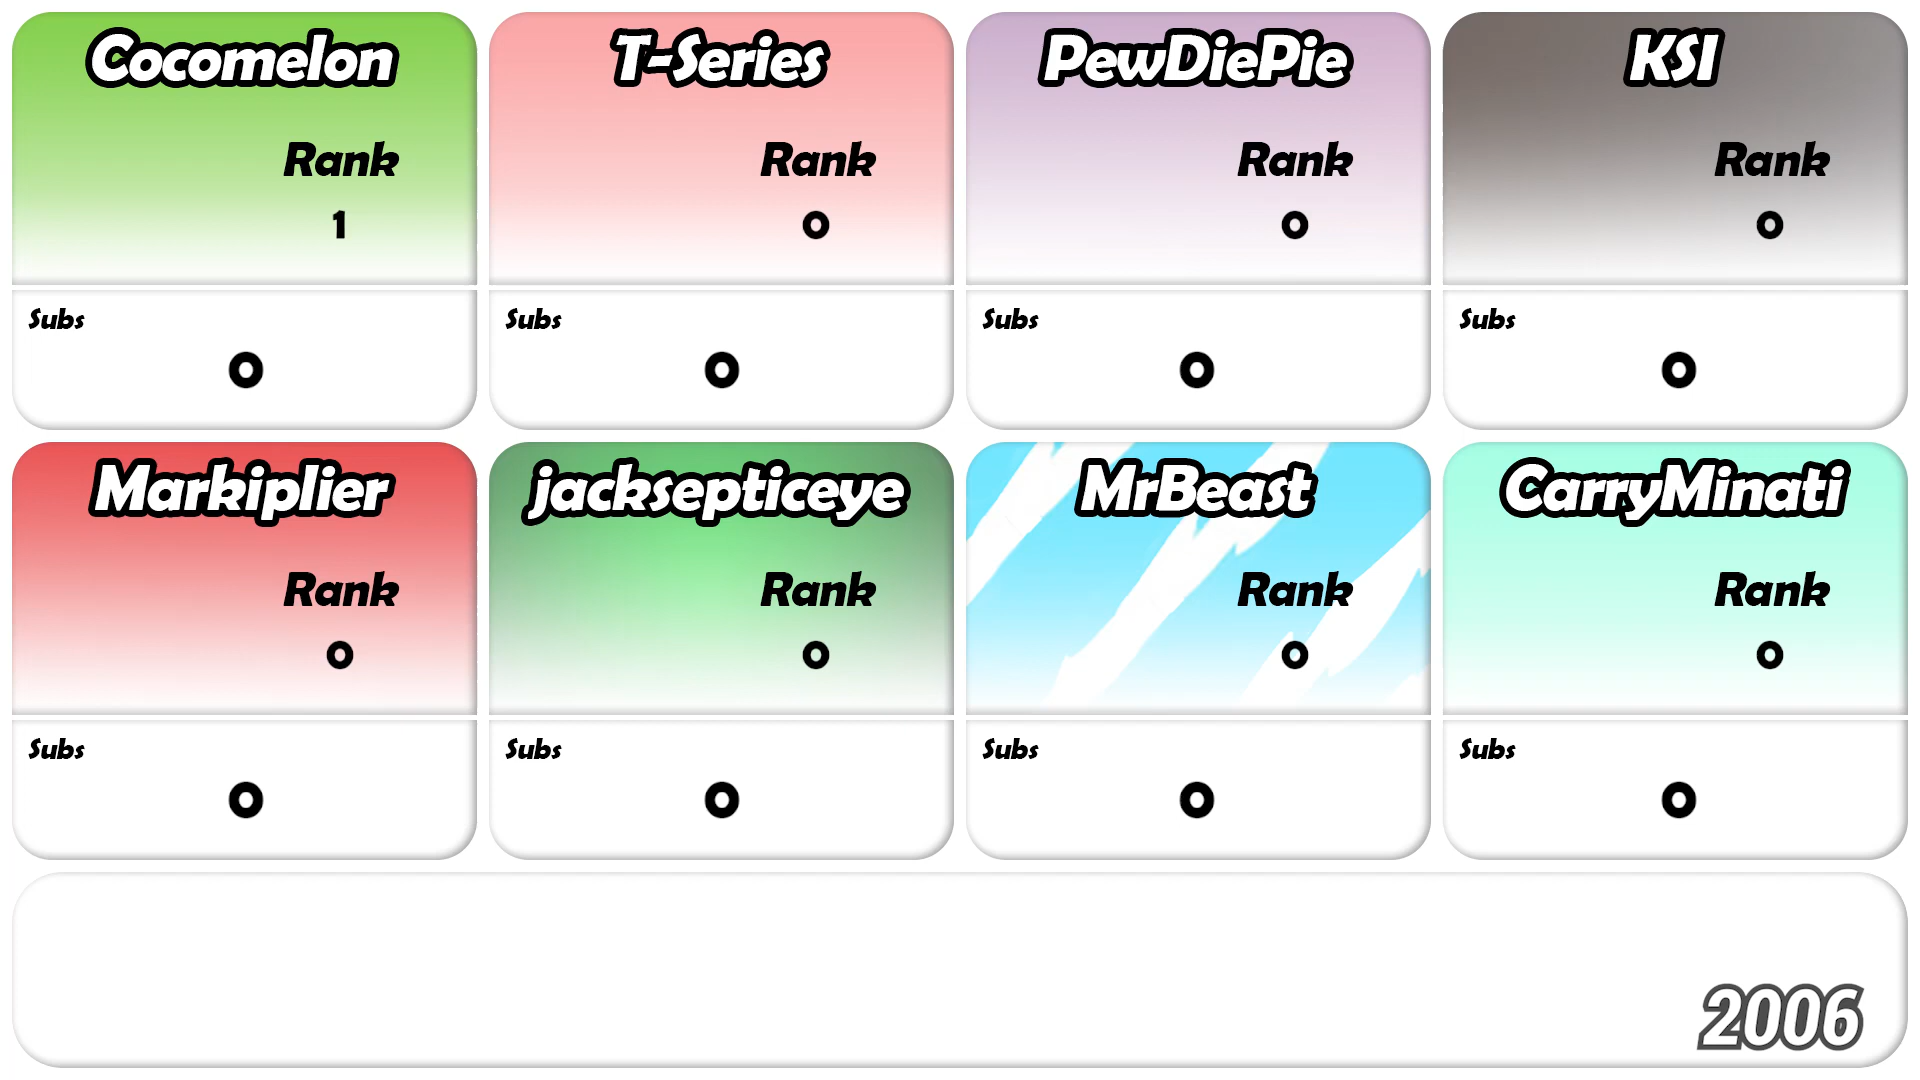 Cocomelon
Rank
1
Subs
0
T-Series
Rank
0
Subs
0
PewDiePie
Rank
0
Subs
0
KSI
Rank
0
Subs
0
Markiplier
Rank
0
Subs
0
jacksepticeye
Rank
0
Subs
0
MrBeast
Rank
0
Subs
0
CarryMinati
Rank
0
Subs
0
2006